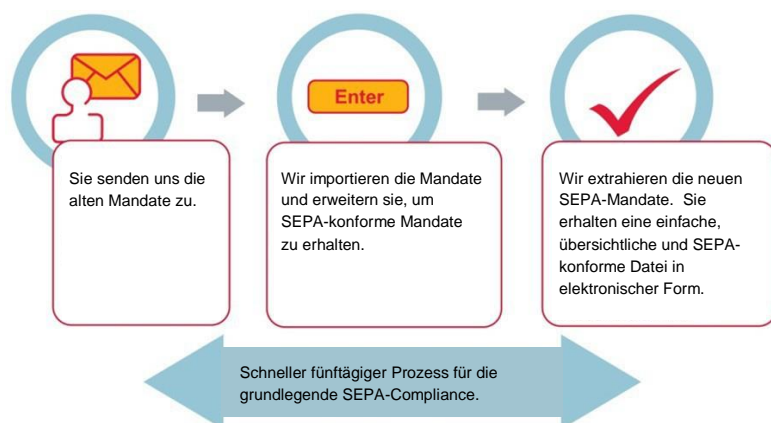 Enter
Sie senden uns die
alten Mandate zu.
Wir importieren die Mandate
und erweitern sie, um
SEPA-konforme Mandate
zu erhalten.
Wir extrahieren die neuen
SEPA-Mandate. Sie
erhalten eine einfache,
übersichtliche und SEPA-
konforme Datei in
elektronischer Form.
Schneller fünftägiger Prozess für die
grundlegende SEPA-Compliance.